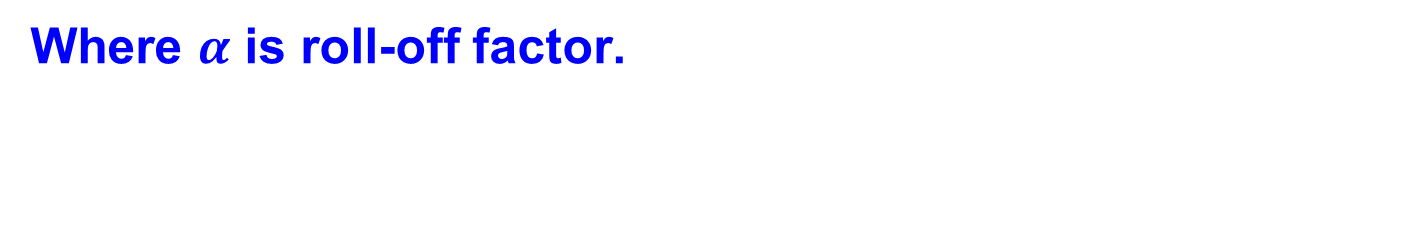 Where 𝜶 is roll-off factor.